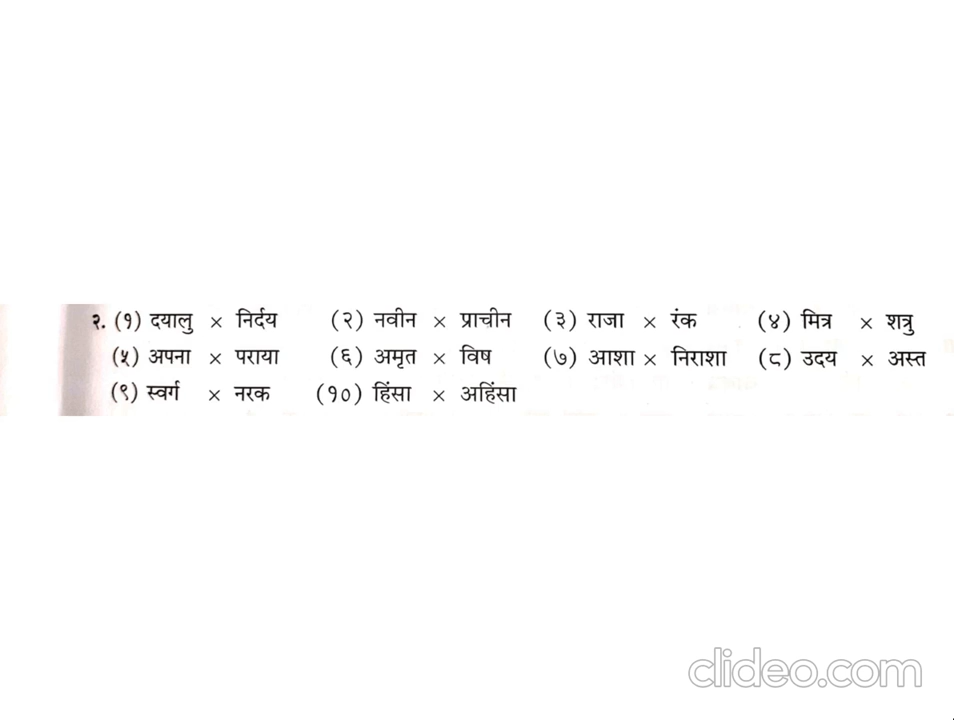 २. (१) दयालु × निर्दय (२) नवीन × प्राचीन (३) राजा × रंक (४) मित्र × शत्रु
(५) अपना × पराया (६) अमृत × विष (७) आशा × निराशा (८) उदय × अस्त
(९) स्वर्ग × नरक (१०) हिंसा × अहिंसा
clideo.com